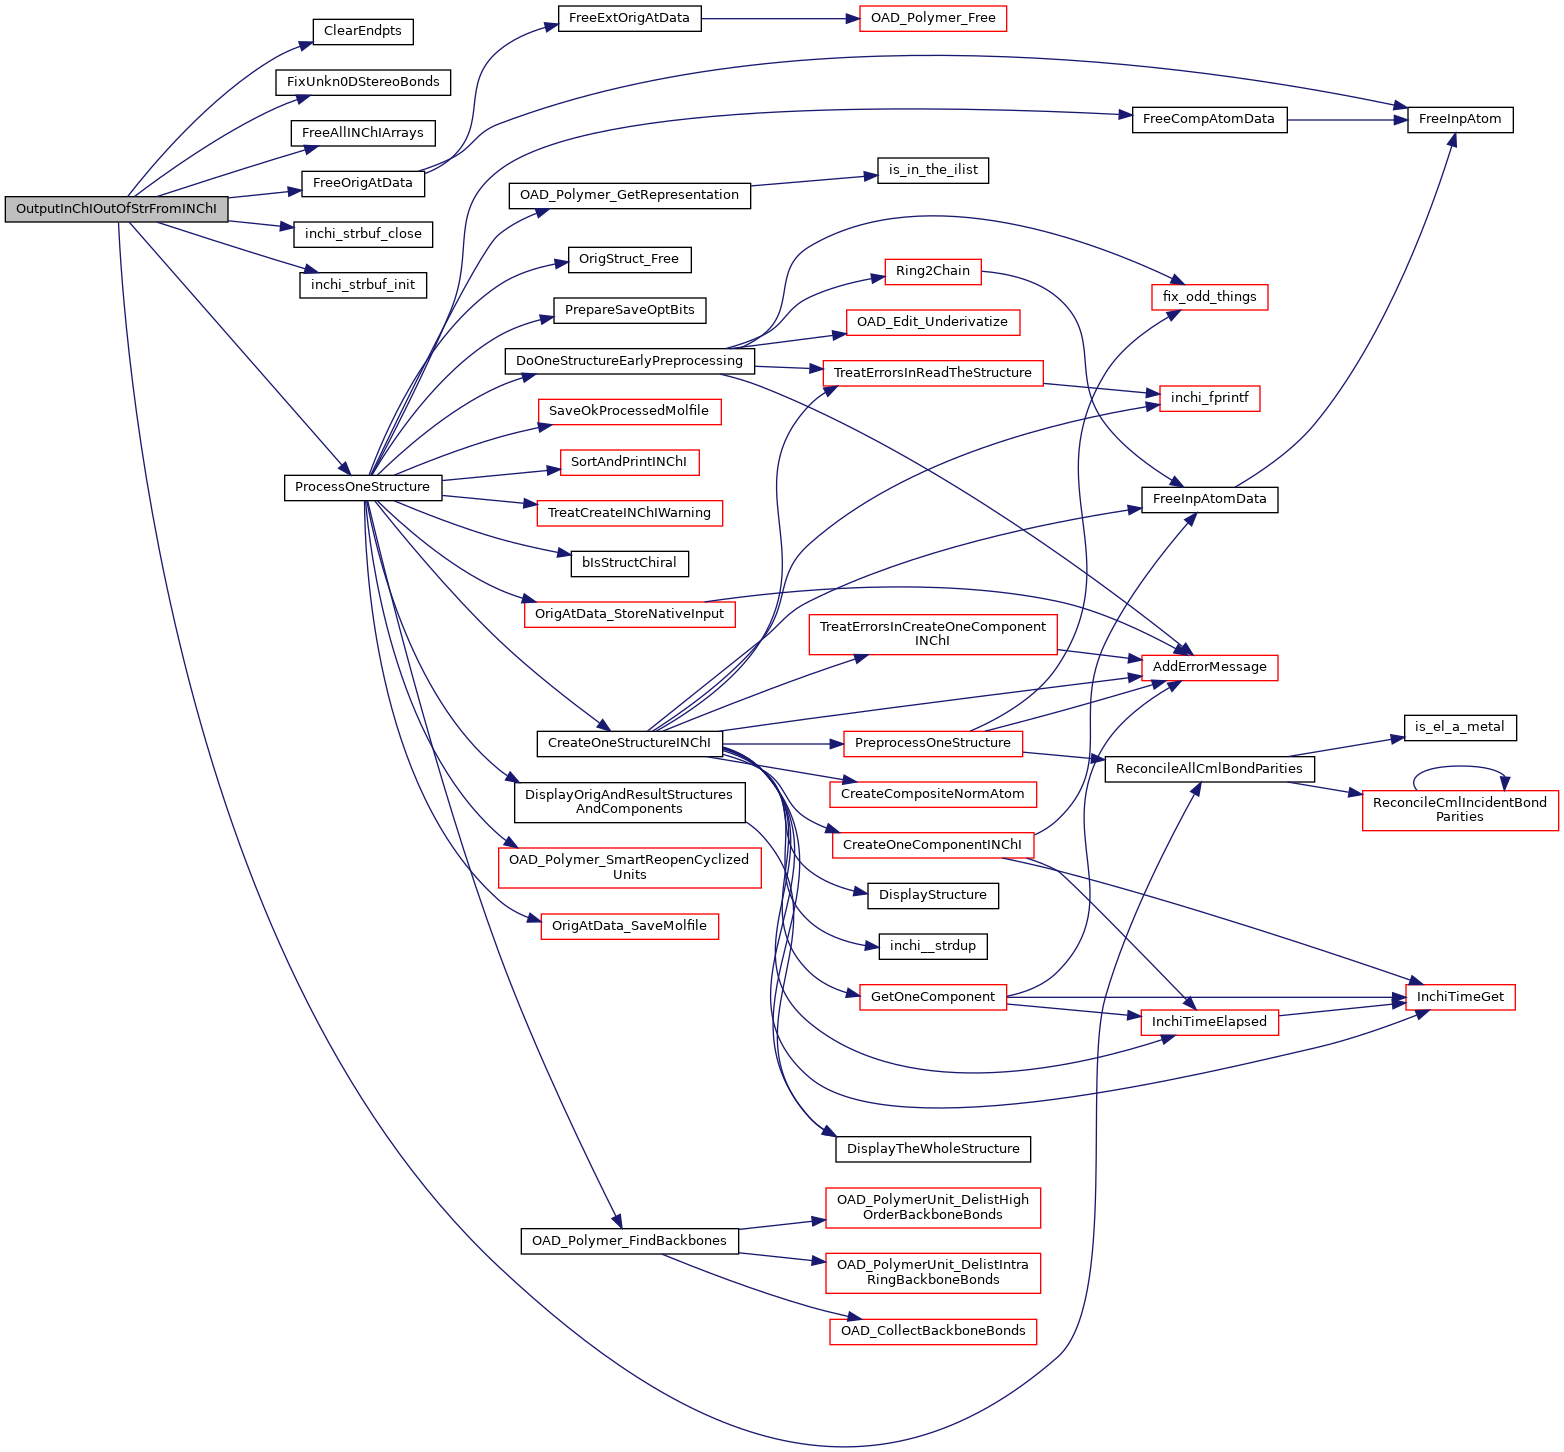 OutputInChIOutOfStrFromINChI
ClearEndpts
FixUnkn0DStereoBonds
FreeAllINChIArrays
FreeOrigAtData
inchi_strbuf_close
inchi_strbuf_init
ProcessOneStructure
FreeExtOrigAtData
OAD_Polymer_GetRepresentation
OrigStruct_Free
PrepareSaveOptBits
DoOneStructureEarlyPreprocessing
SaveOkProcessedMolfile
SortAndPrintINChI
TreatCreateINChIWarning
bIsStructChiral
OrigAtData_StoreNativeInput
CreateOneStructureINChI
DisplayOrigAndResultStructures
AndComponents
OAD_Polymer_SmartReopenCyclized
Units
OrigAtData_SaveMolfile
OAD_Polymer_FindBackbones
OAD_Polymer_Free
is_in_the_ilist
Ring2Chain
OAD_Edit_Underivatize
TreatErrorsInReadTheStructure
TreatErrorsInCreateOneComponent
INChI
PreprocessOneStructure
CreateCompositeNormAtom
CreateOneComponentINChI
DisplayStructure
inchi__strdup
GetOneComponent
DisplayTheWholeStructure
OAD_PolymerUnit_DelistHigh
OrderBackboneBonds
OAD_PolymerUnit_DelistIntra
RingBackboneBonds
OAD_CollectBackboneBonds
FreeCompAtomData
fix_odd_things
inchi_fprintf
FreeInpAtomData
AddErrorMessage
ReconcileAllCmlBondParities
InchiTimeElapsed
FreeInpAtom
is_el_a_metal
ReconcileCmlIncidentBond
Parities
InchiTimeGet